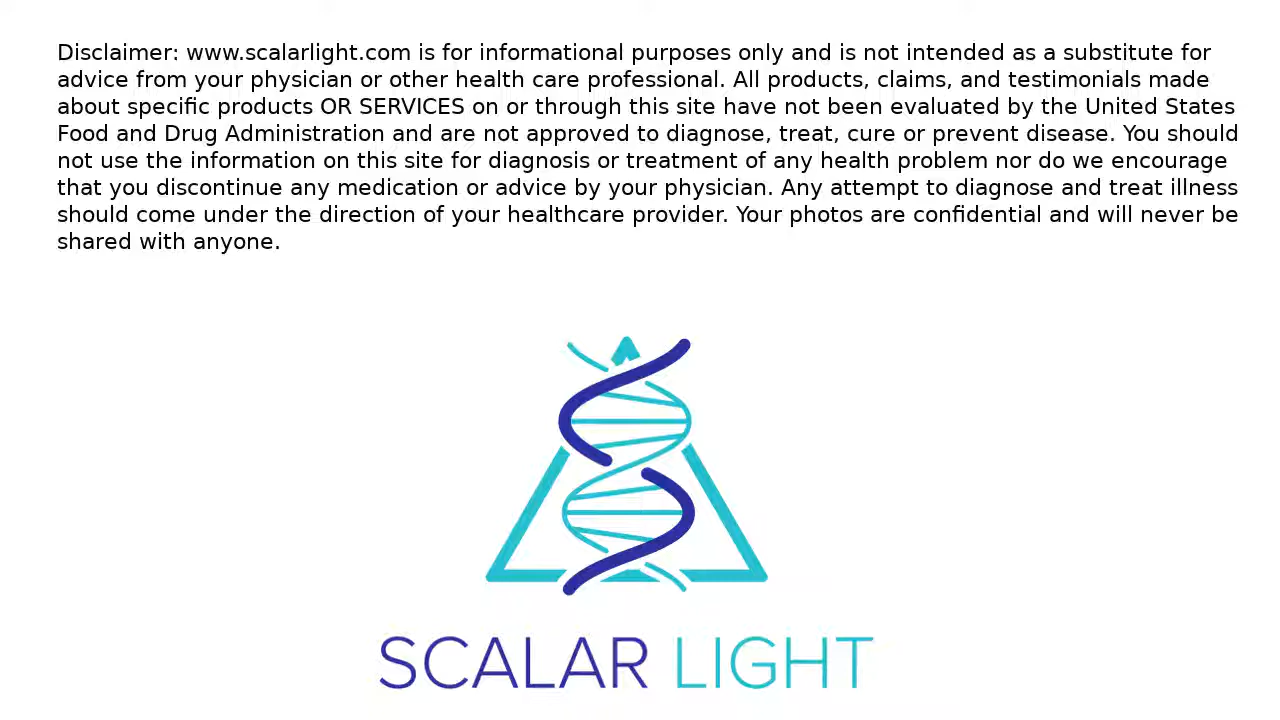 Disclaimer: www.scalarlight.com is for informational purposes only and is not intended as a substitute for
advice from your physician or other health care professional. All products, claims, and testimonials made
about specific products OR SERVICES on or through this site have not been evaluated by the United States
Food and Drug Administration and are not approved to diagnose, treat, cure or prevent disease. You should
not use the information on this site for diagnosis or treatment of any health problem nor do we encourage
that you discontinue any medication or advice by your physician. Any attempt to diagnose and treat illness
should come under the direction of your healthcare provider. Your photos are confidential and will never be
shared with anyone.
SCALAR LIGHT